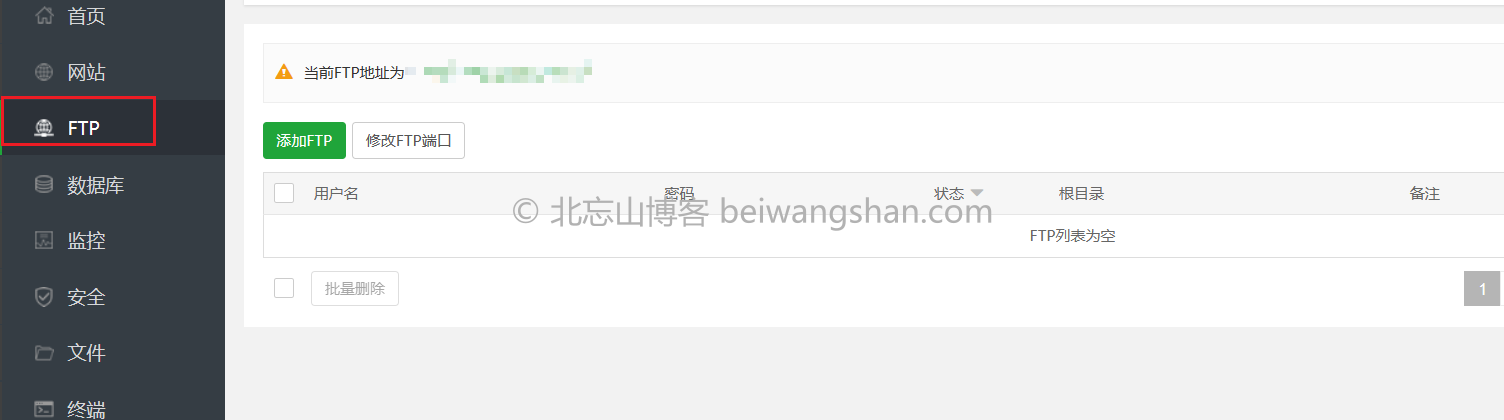 首页
网站
FTP
数据库
监控
安全
文件
终端
当前FTP地址为
添加FTP 修改FTP端口
用户名 密码 状态 根目录 备注
© 北忘山博客 beiwangshan.com
FTP列表为空
批量删除 1